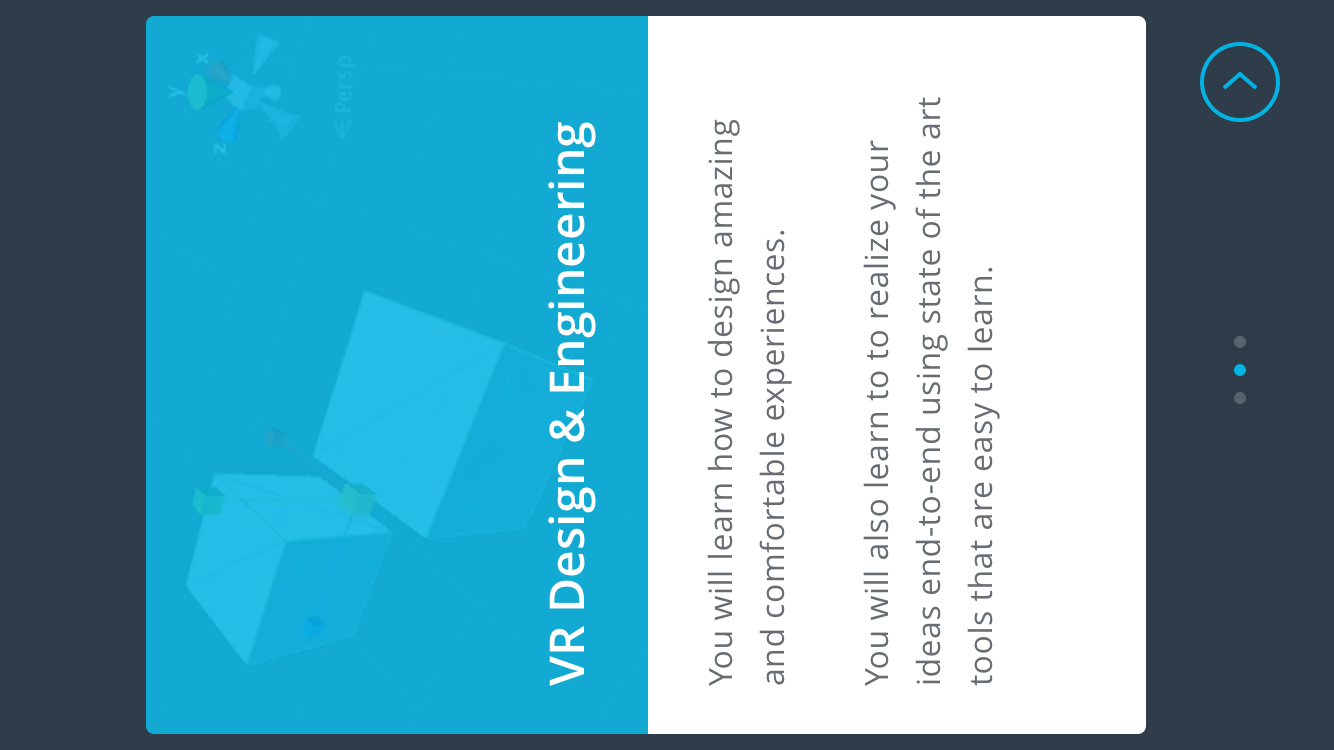 y
x
z
< Persp
VR Design & Engineering
You will learn how to design amazing
and comfortable experiences.
You will also learn to to realize your
ideas end-to-end using state of the art
tools that are easy to learn.